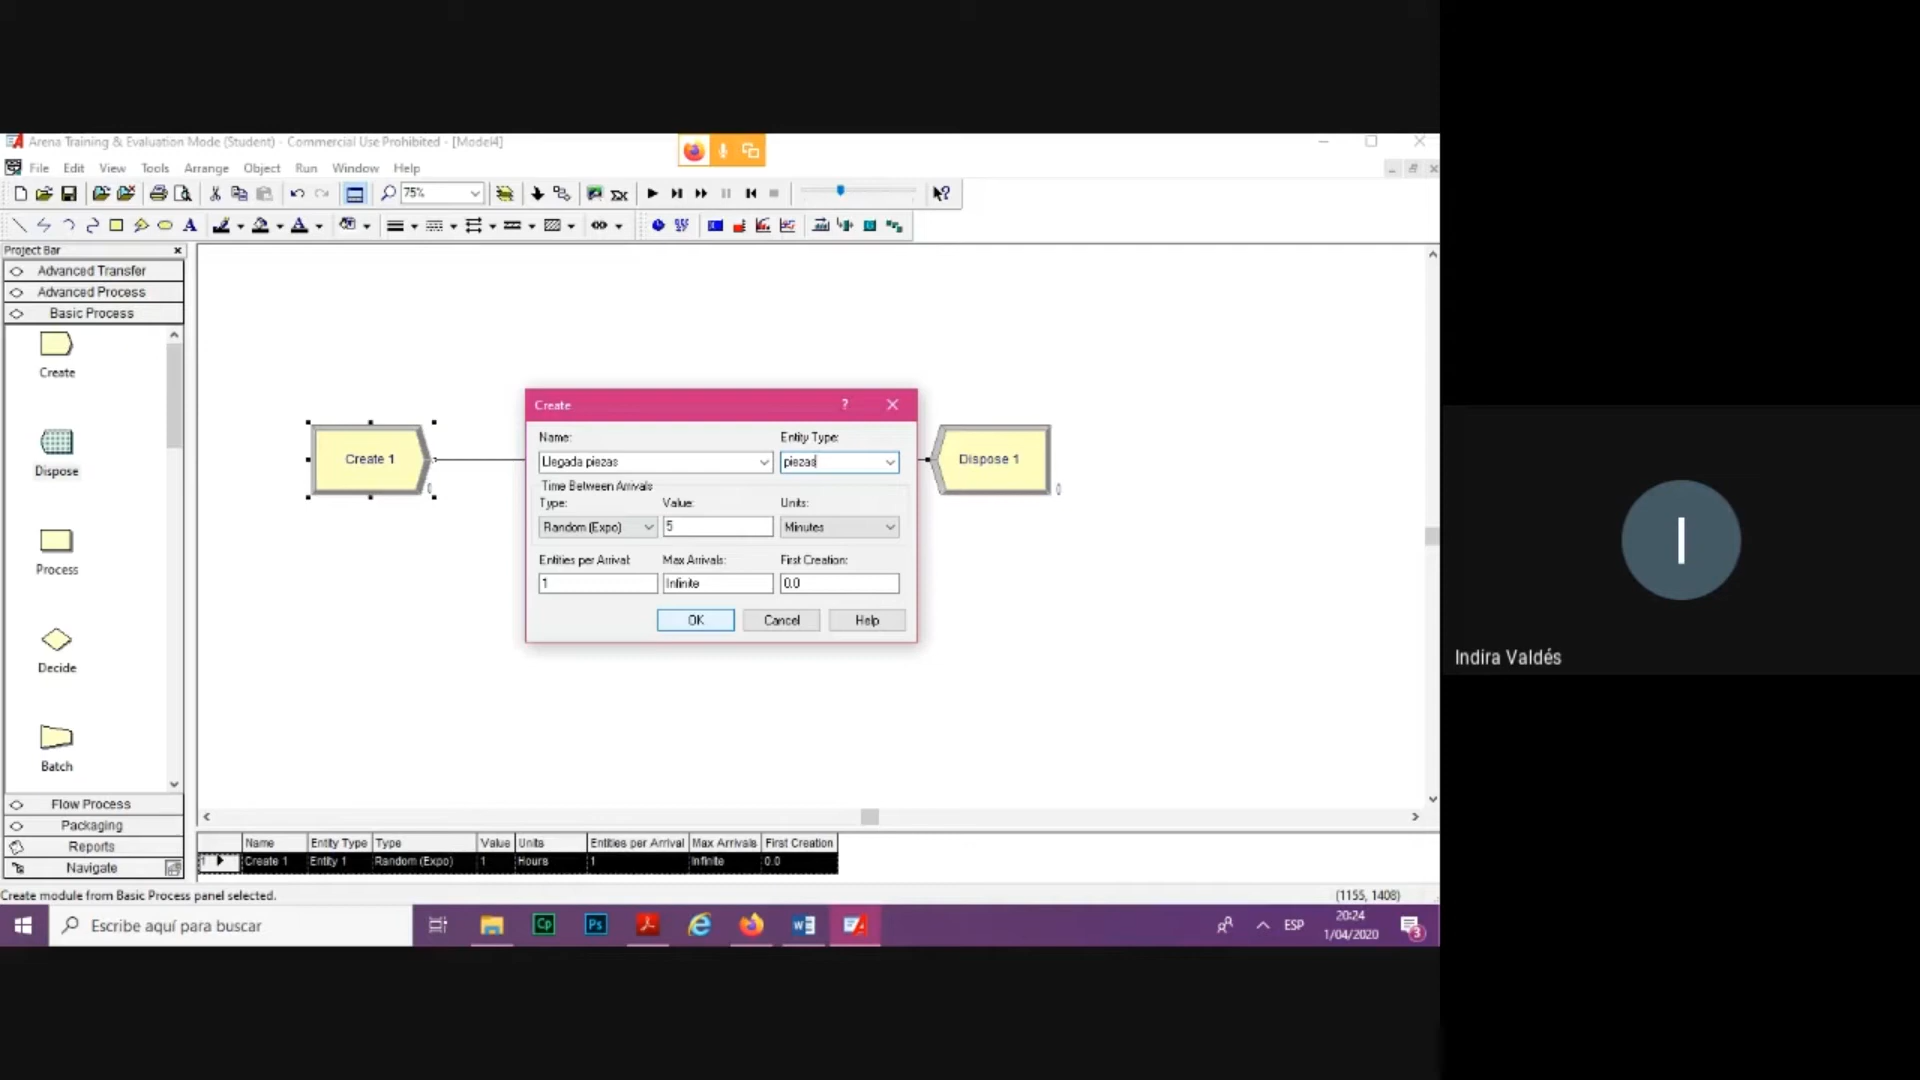 Arena Training & Evaluation Mode (Student) - Commercial Use Prohibited - [Model4]
File Edit View Tools Arrange Object Run Window Help
75%
Project Bar
Advanced Transfer
Advanced Process
Basic Process
Create
Dispose
Process
Decide
Batch
Flow Process
Packaging
Reports
Navigate
Create 1
0
Create
?
Name:
Entity Type:
Llegada piezas
piezas
Time Between Arrivals
Type:
Value:
Units:
Random (Expo)
5
Minutes
Entities per Arrival:
Max Arrivals:
First Creation:
1
Infinite
0.0
OK
Cancel
Help
Dispose 1
0
Name Entity Type Type Value Units Entities per Arrival Max Arrivals First Creation
1 Create 1 Entity 1 Random (Expo) 1 Hours 1 Infinite 0.0
Create module from Basic Process panel selected.
(1155, 1408)
Escribe aquí para buscar
Cp
Ps
ESP
20:24
1/04/2020
3
I
Indira Valdés